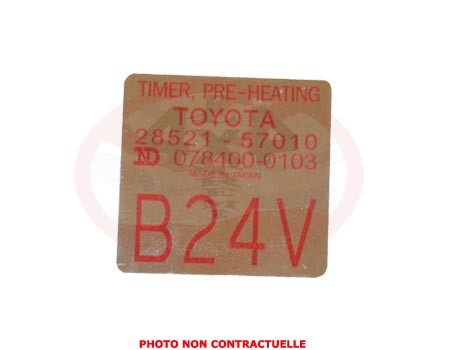 TIMER, PRE-HEATING
TOYOTA
28521 - 57010
ND 078400-0103
MADE IN JAPAN
B24V
PHOTO NON CONTRACTUELLE